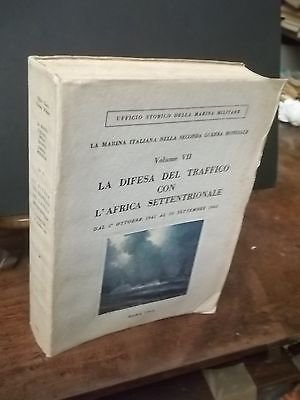 UFFICIO STORICO DELLA MARINA MILITARE
LA MARINA ITALIANA NELLA SECONDA GUERRA MONDIALE
Volume VII
LA DIFESA DEL TRAFFICO
CON
L'AFRICA SETTENTRIONALE
DAL 1° OTTOBRE 1941 AL 30 SETTEMBRE 1942